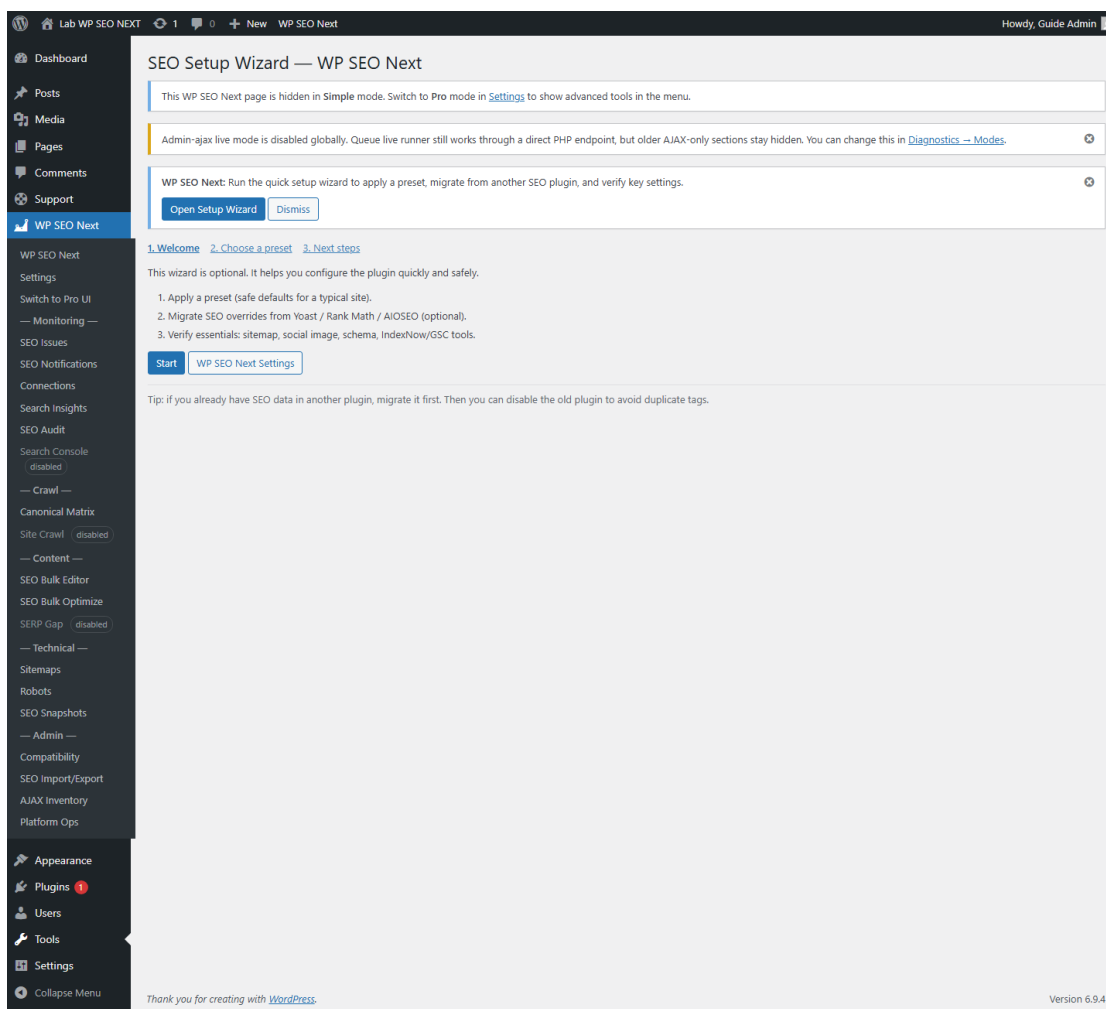 Lab WP SEO NEXT 1 0 New WP SEO Next Howdy, Guide Admin
Dashboard
Posts
Media
Pages
Comments
Support
WP SEO Next
WP SEO Next
Settings
Switch to Pro UI
— Monitoring —
SEO Issues
SEO Notifications
Connections
Search Insights
SEO Audit
Search Console
disabled
— Crawl —
Canonical Matrix
Site Crawl disabled
— Content —
SEO Bulk Editor
SEO Bulk Optimize
SERP Gap disabled
— Technical —
Sitemaps
Robots
SEO Snapshots
— Admin —
Compatibility
SEO Import/Export
AJAX Inventory
Platform Ops
Appearance
Plugins 1
Users
Tools
Settings
Collapse Menu
SEO Setup Wizard — WP SEO Next
This WP SEO Next page is hidden in Simple mode. Switch to Pro mode in Settings to show advanced tools in the menu.
Admin-ajax live mode is disabled globally. Queue live runner still works through a direct PHP endpoint, but older AJAX-only sections stay hidden. You can change this in Diagnostics → Modes.
WP SEO Next: Run the quick setup wizard to apply a preset, migrate from another SEO plugin, and verify key settings.
Open Setup Wizard Dismiss
1. Welcome 2. Choose a preset 3. Next steps
This wizard is optional. It helps you configure the plugin quickly and safely.
1. Apply a preset (safe defaults for a typical site).
2. Migrate SEO overrides from Yoast / Rank Math / AIOSEO (optional).
3. Verify essentials: sitemap, social image, schema, IndexNow/GSC tools.
Start WP SEO Next Settings
Tip: if you already have SEO data in another plugin, migrate it first. Then you can disable the old plugin to avoid duplicate tags.
Thank you for creating with WordPress. Version 6.9.4